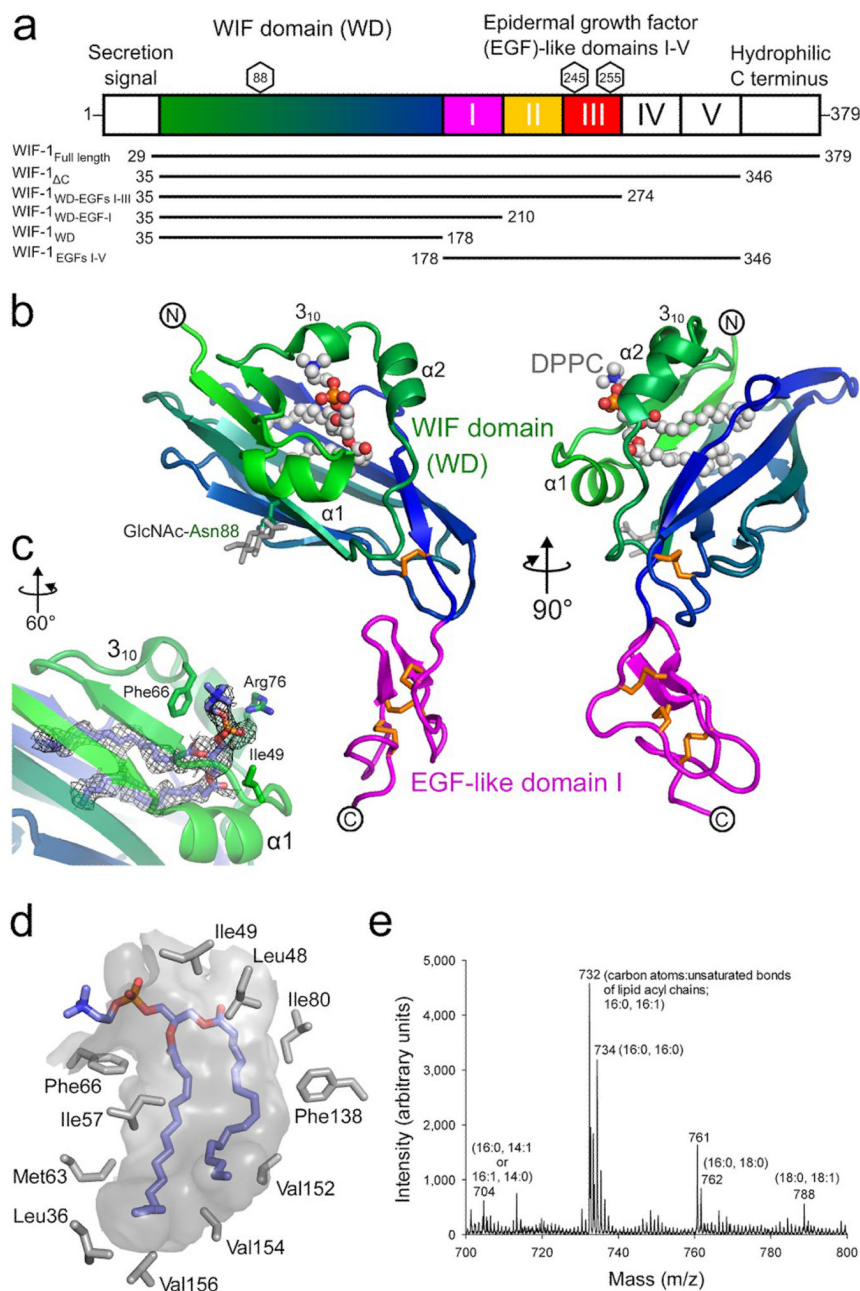 a
WIF domain (WD)
Epidermal growth factor
(EGF)-like domains I-V
Secretion
signal
Hydrophilic
C terminus
88
245
255
1
I
II
III
IV
V
379
WIF-1Full length
29
379
WIF-1ΔC
35
346
WIF-1WD-EGFs I-III
35
274
WIF-1WD-EGF-I
35
210
WIF-1WD
35
178
WIF-1EGFs I-V
178
346
b
N
3₁₀
α2
WIF domain
(WD)
α1
GlcNAc-Asn88
EGF-like domain I
C
3₁₀
N
α2
DPPC
α1
90°
C
c
60°
3₁₀
Phe66
Arg76
Ile49
α1
d
Ile49
Leu48
Ile80
Phe66
Phe138
Ile57
Met63
Val152
Leu36
Val154
Val156
e
Intensity (arbitrary units)
5,000
4,000
3,000
2,000
1,000
0
732 (carbon atoms:unsaturated bonds
of lipid acyl chains;
16:0, 16:1)
734 (16:0, 16:0)
(16:0, 14:1
or
16:1, 14:0)
704
761
(16:0, 18:0)
762
(18:0, 18:1)
788
700
720
740
760
780
800
Mass (m/z)